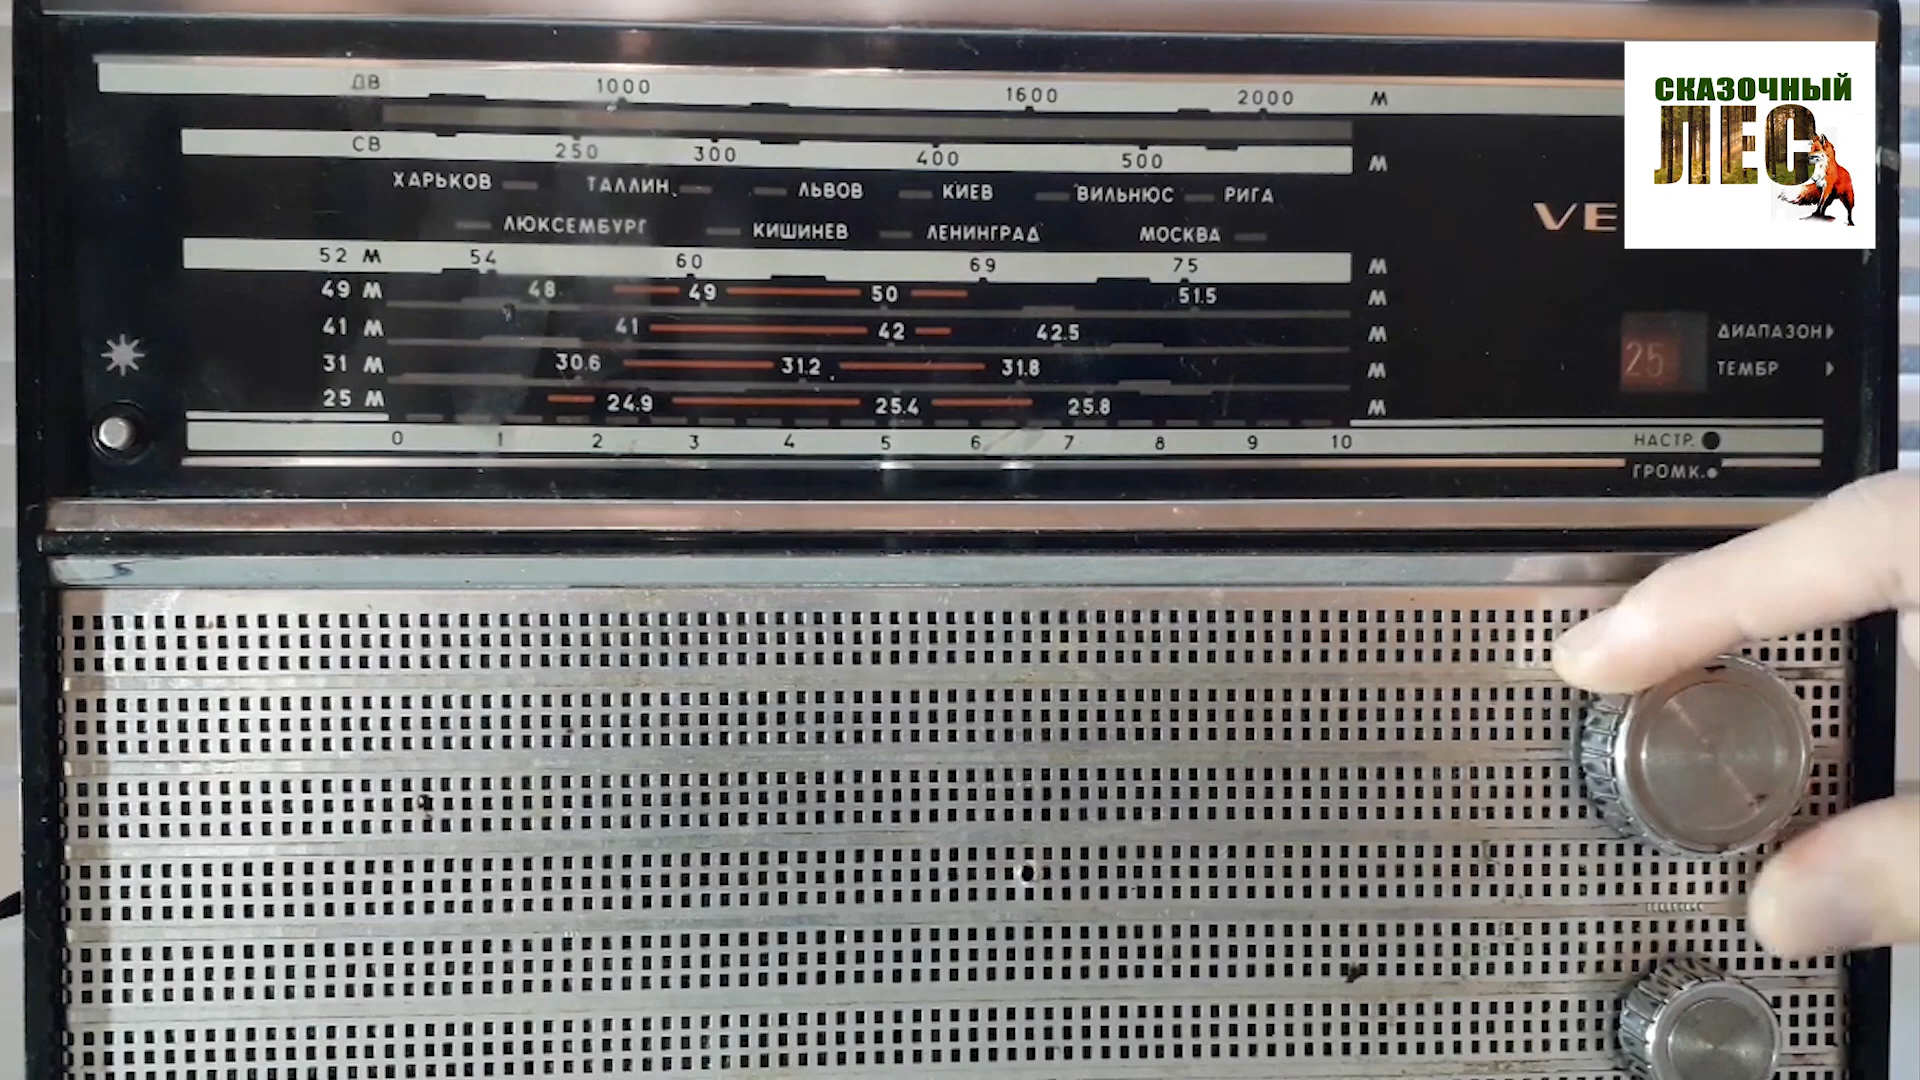 ДВ 1000 1600 2000 М
СКАЗОЧНЫЙ
ЛЕС
СВ 250 300 400 500 М
ХАРЬКОВ ТАЛЛИН ЛЬВОВ КИЕВ ВИЛЬНЮС РИГА
VE
ЛЮКСЕМБУРГ КИШИНЕВ ЛЕНИНГРАД МОСКВА
52 М 54 60 69 75 М
49 М 48 49 50 51.5 М
41 М 41 42 42.5 М
ДИАПАЗОН
31 М 30.6 31.2 31.8 М
25 ТЕМБР
25 М 24.9 25.4 25.8 М
0 1 2 3 4 5 6 7 8 9 10 НАСТР.
ГРОМК.